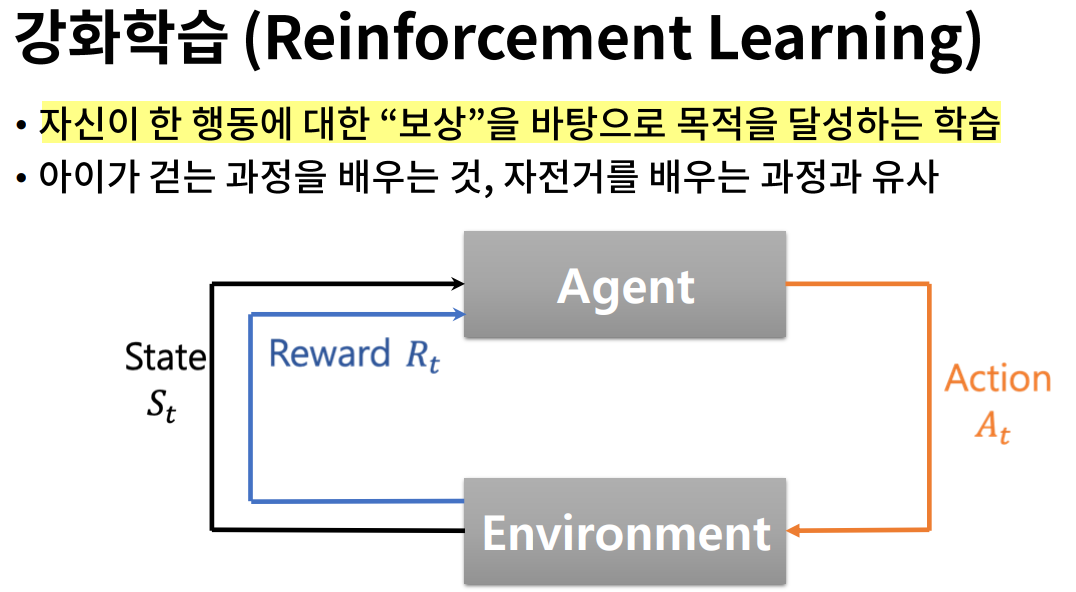 강화학습 (Reinforcement Learning)
• 자신이 한 행동에 대한 “보상”을 바탕으로 목적을 달성하는 학습
• 아이가 걷는 과정을 배우는 것, 자전거를 배우는 과정과 유사
Agent
State
S_t
Reward R_t
Action
A_t
Environment